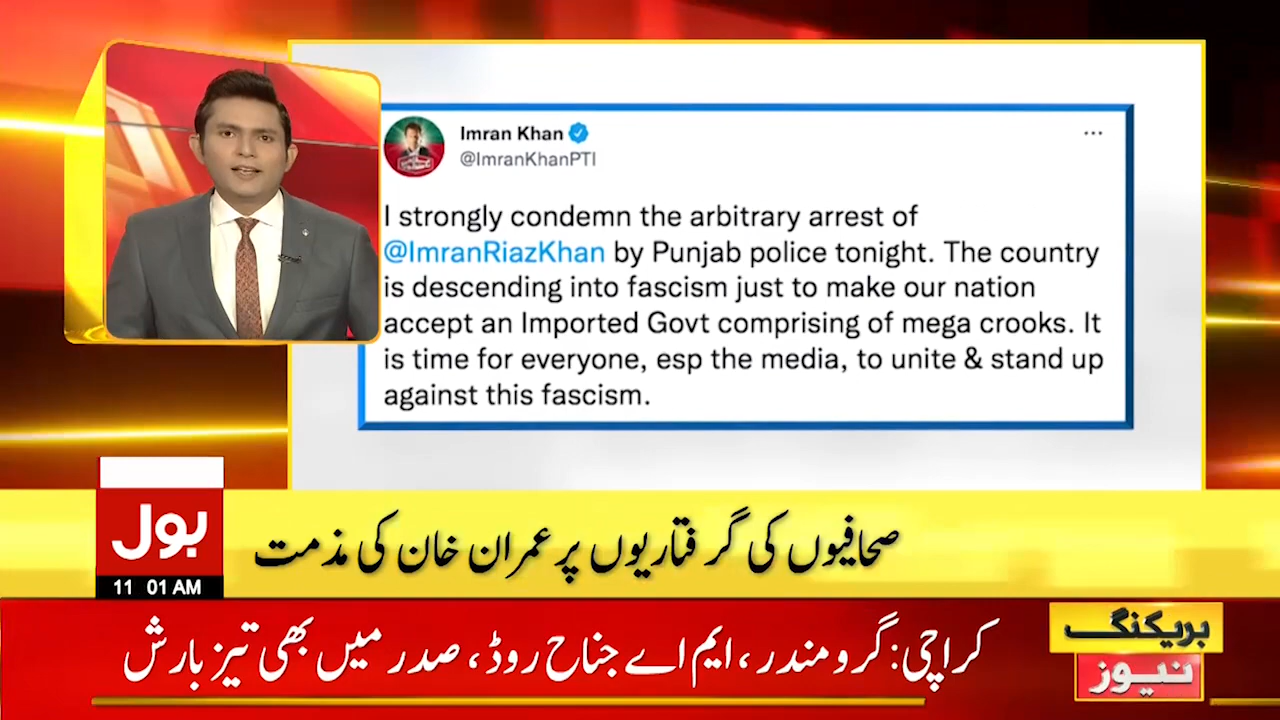 Imran Khan
@ImranKhanPTI
I strongly condemn the arbitrary arrest of
@ImranRiazKhan by Punjab police tonight. The country
is descending into fascism just to make our nation
accept an Imported Govt comprising of mega crooks. It
is time for everyone, esp the media, to unite & stand up
against this fascism.
بول
11 01 AM
صحافیوں کی گرفتاریوں پر عمران خان کی مذمت
بریکنگ
نیوز
کراچی: گرومندر، ایم اے جناح روڈ، صدر میں بھی تیز بارش